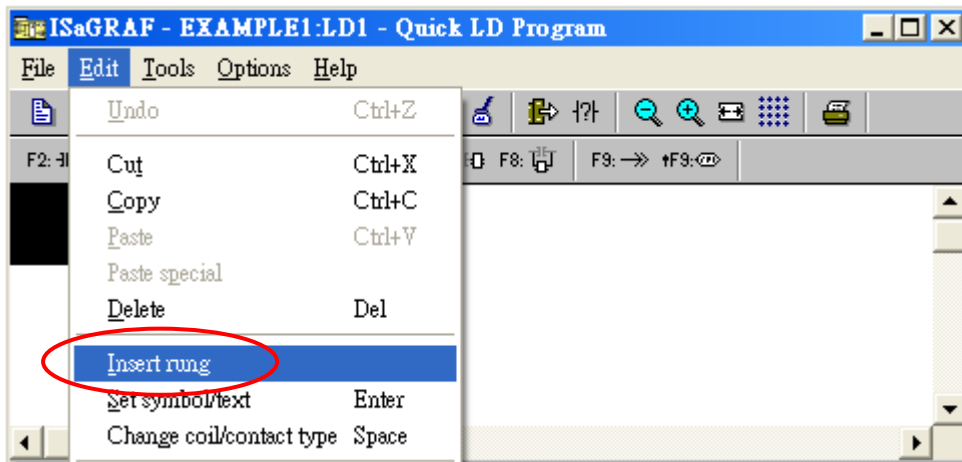 ISaGRAF - EXAMPLE1:LD1 - Quick LD Program
File Edit Tools Options Help
Undo Ctrl+Z
F2: F8: F9: ↑F9:
Cut Ctrl+X
Copy Ctrl+C
Paste Ctrl+V
Paste special
Delete Del
Insert rung
Set symbol/text Enter
Change coil/contact type Space